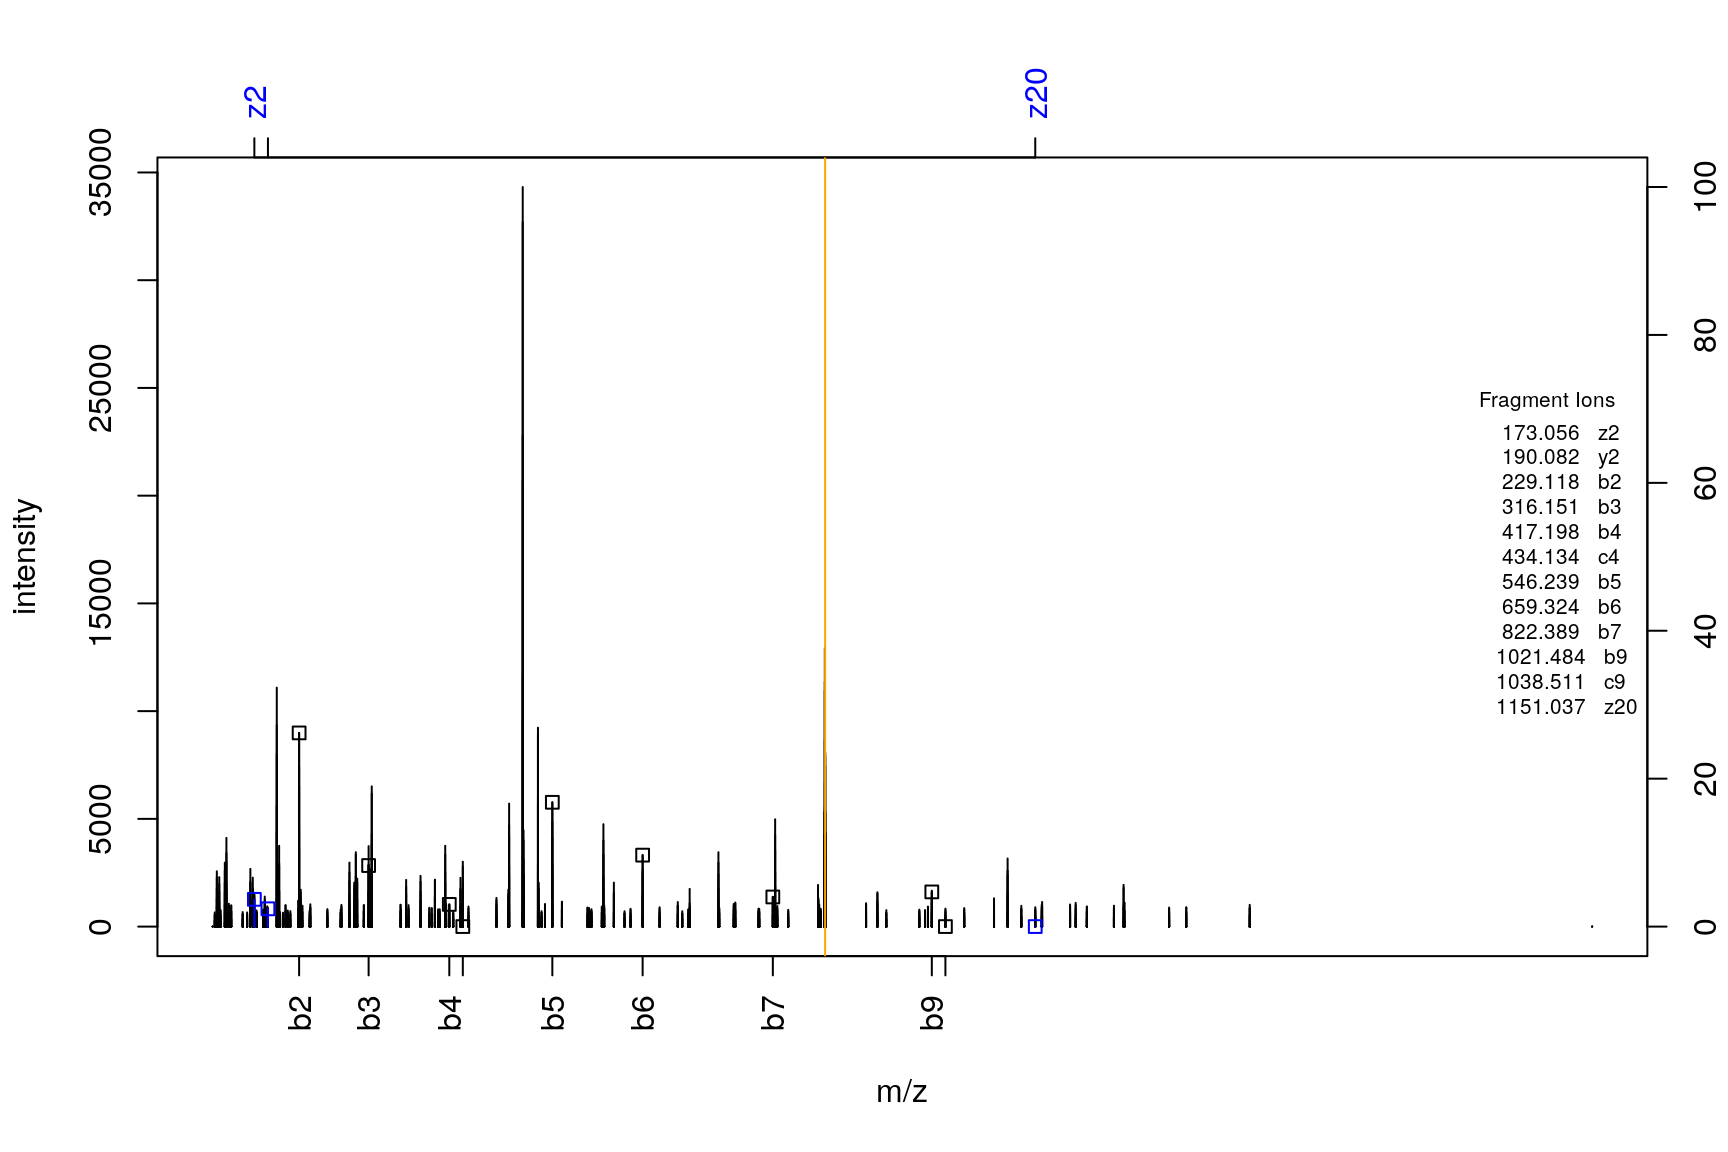 z2
z20
35000
25000
15000
5000
0
intensity
100
80
60
40
20
0
Fragment Ions
173.056 z2
190.082 y2
229.118 b2
316.151 b3
417.198 b4
434.134 c4
546.239 b5
659.324 b6
822.389 b7
1021.484 b9
1038.511 c9
1151.037 z20
b2 b3 b4 b5 b6 b7 b9
m/z